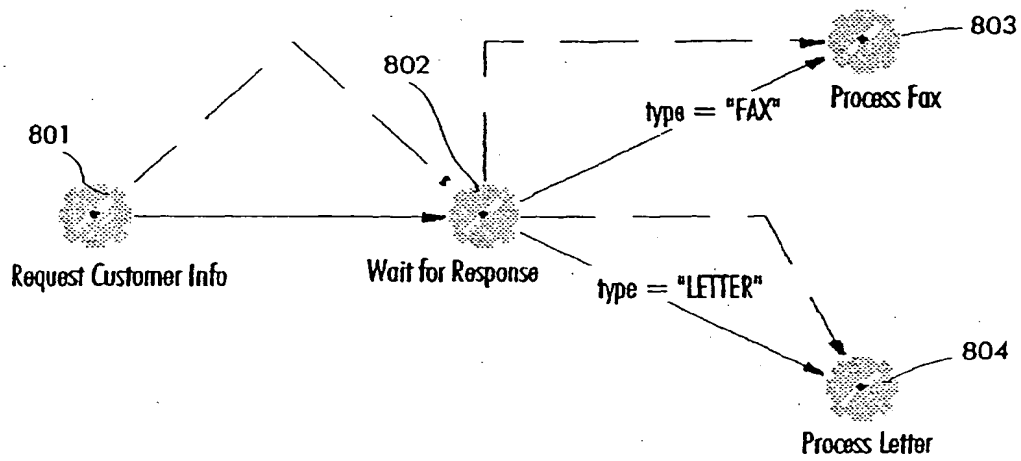 803
802
Process Fax
type = "FAX"
801
Request Customer Info
Wait for Response
type = "LETTER"
804
Process Letter